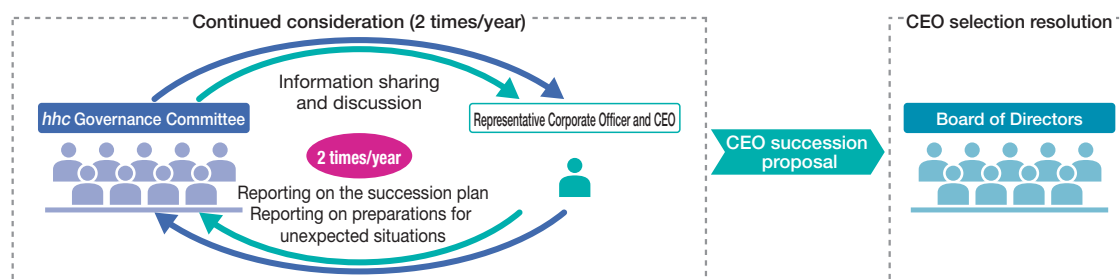 Continued consideration (2 times/year)
CEO selection resolution
Information sharing
and discussion
hhc Governance Committee
Representative Corporate Officer and CEO
Board of Directors
2 times/year
CEO succession
proposal
Reporting on the succession plan
Reporting on preparations for
unexpected situations